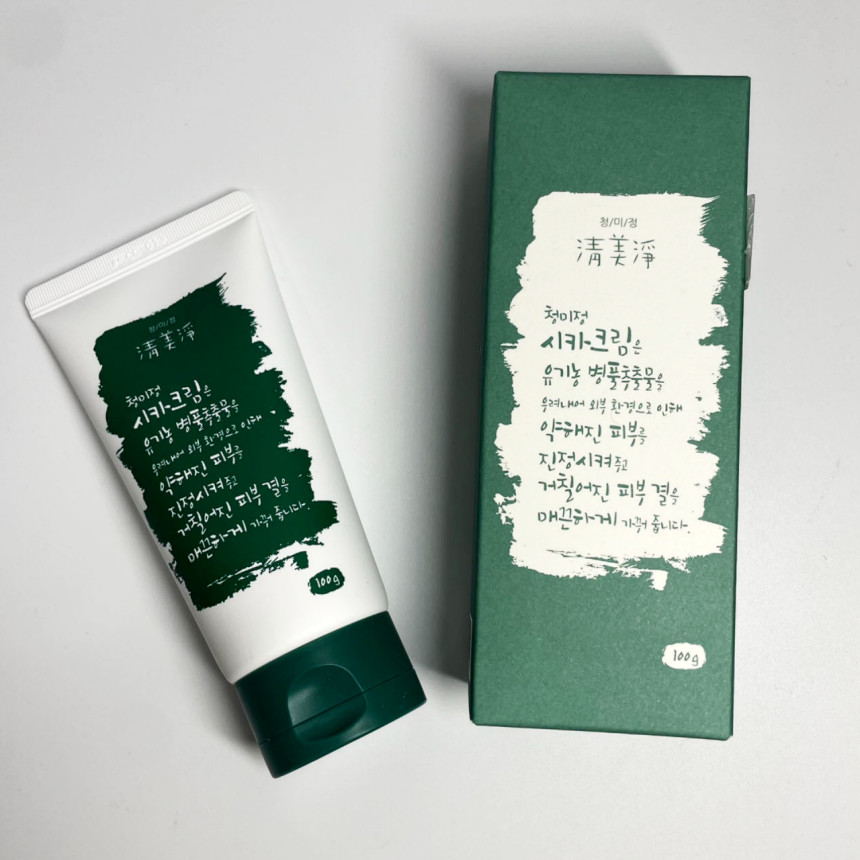 청/미/정
清美淨
청미정
시카크림은
유기농 병풀추출물을
우려내어 외부 환경으로 인해
약해진 피부를
진정시켜주고
거칠어진 피부 결을
매끈하게 가꿔 줍니다.
100g
청/미/정
清美淨
청미정
시카크림은
유기농 병풀추출물을
우려내어 외부 환경으로 인해
약해진 피부를
진정시켜주고
거칠어진 피부 결을
매끈하게 가꿔 줍니다.
100g